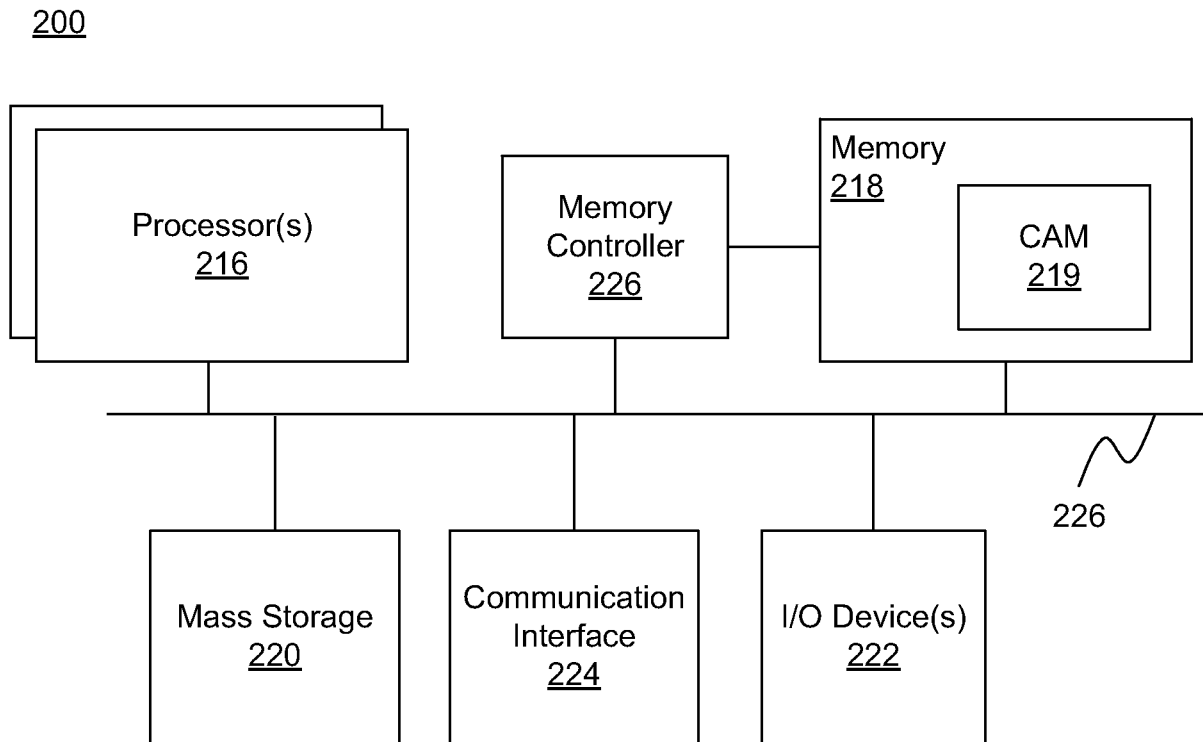 200
Processor(s)
216
Memory
Controller
226
Memory
218
CAM
219
226
Mass Storage
220
Communication
Interface
224
I/O Device(s)
222